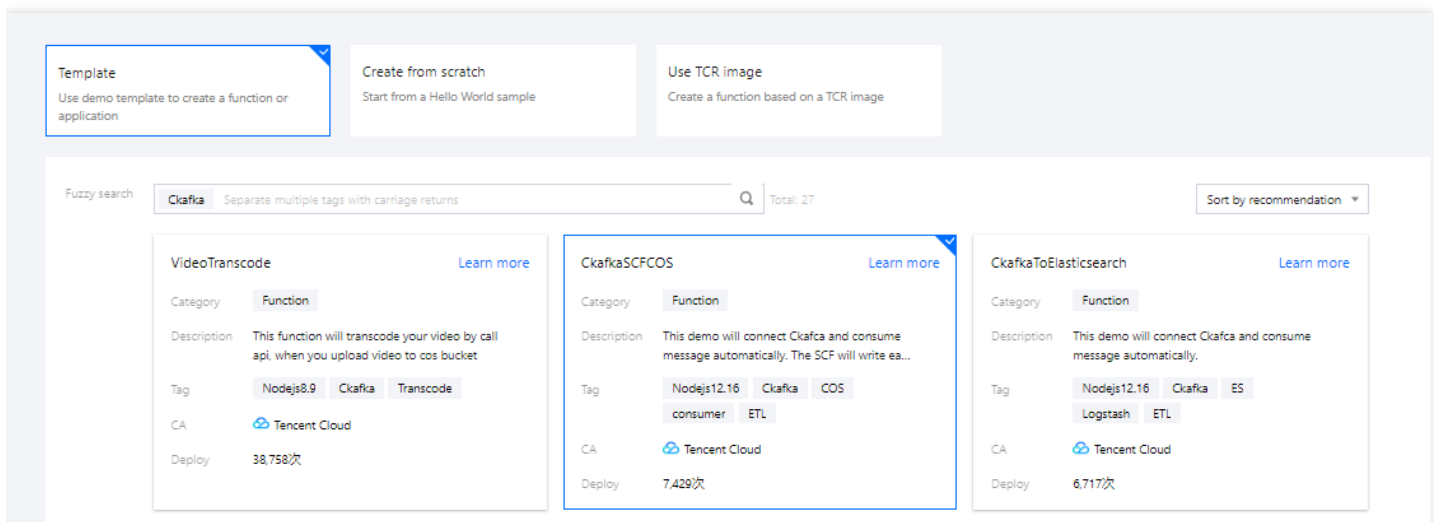 Template
Use demo template to create a function or
application
Create from scratch
Start from a Hello World sample
Use TCR image
Create a function based on a TCR image
Fuzzy search
Ckafka Separate multiple tags with carriage returns
Total: 27
Sort by recommendation
VideoTranscode Learn more
Category Function
Description This function will transcode your video by call
api, when you upload video to cos bucket
Tag Nodejs8.9 Ckafka Transcode
CA Tencent Cloud
Deploy 38,758次
CkafkaSCFCOS Learn more
Category Function
Description This demo will connect Ckafca and consume
message automatically. The SCF will write ea...
Tag Nodejs12.16 Ckafka COS
consumer ETL
CA Tencent Cloud
Deploy 7,429次
CkafkaToElasticsearch Learn more
Category Function
Description This demo will connect Ckafca and consume
message automatically.
Tag Nodejs12.16 Ckafka ES
Logstash ETL
CA Tencent Cloud
Deploy 6,717次